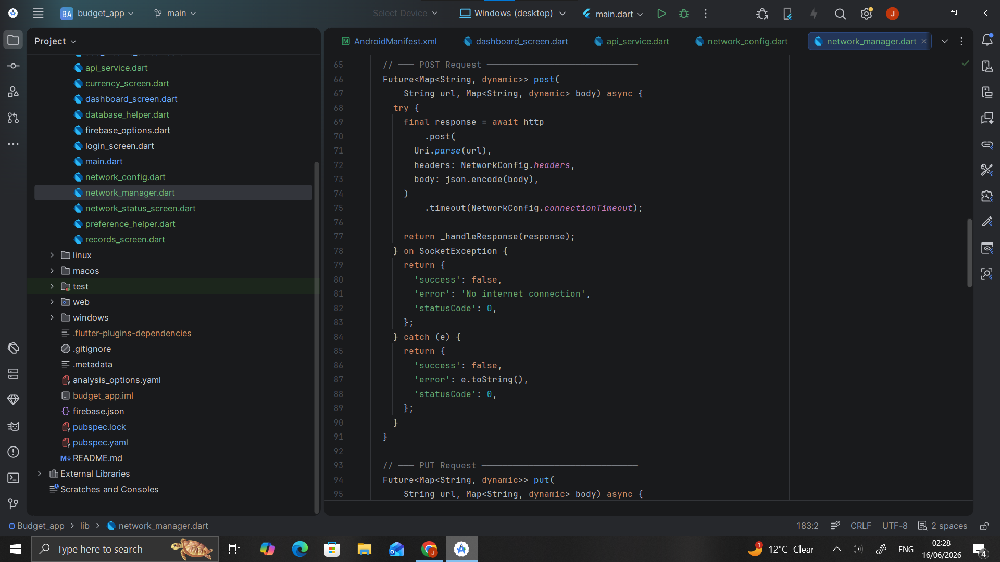 BA budget_app main Select Device Windows (desktop) main.dart J
Project
AndroidManifest.xml dashboard_screen.dart api_service.dart network_config.dart network_manager.dart
api_service.dart
currency_screen.dart
dashboard_screen.dart
database_helper.dart
firebase_options.dart
login_screen.dart
main.dart
network_config.dart
network_manager.dart
network_status_screen.dart
preference_helper.dart
records_screen.dart
linux
macos
test
web
windows
.flutter-plugins-dependencies
.gitignore
.metadata
analysis_options.yaml
budget_app.iml
firebase.json
pubspec.lock
pubspec.yaml
README.md
External Libraries
Scratches and Consoles
65 // ─── POST Request ─────────────────────────────
66 Future<Map<String, dynamic>> post(
67 String url, Map<String, dynamic> body) async {
68 try {
69 final response = await http
70 .post(
71 Uri.parse(url),
72 headers: NetworkConfig.headers,
73 body: json.encode(body),
74 )
75 .timeout(NetworkConfig.connectionTimeout);
76
77 return _handleResponse(response);
78 } on SocketException {
79 return {
80 'success': false,
81 'error': 'No internet connection',
82 'statusCode': 0,
83 };
84 } catch (e) {
85 return {
86 'success': false,
87 'error': e.toString(),
88 'statusCode': 0,
89 };
90 }
91 }
92
93 // ─── PUT Request ──────────────────────────────
94 Future<Map<String, dynamic>> put(
95 String url, Map<String, dynamic> body) async {
Budget_app > lib > network_manager.dart 183:2 CRLF UTF-8 2 spaces
Type here to search 1 12°C Clear ENG 02:28
16/06/2026 4